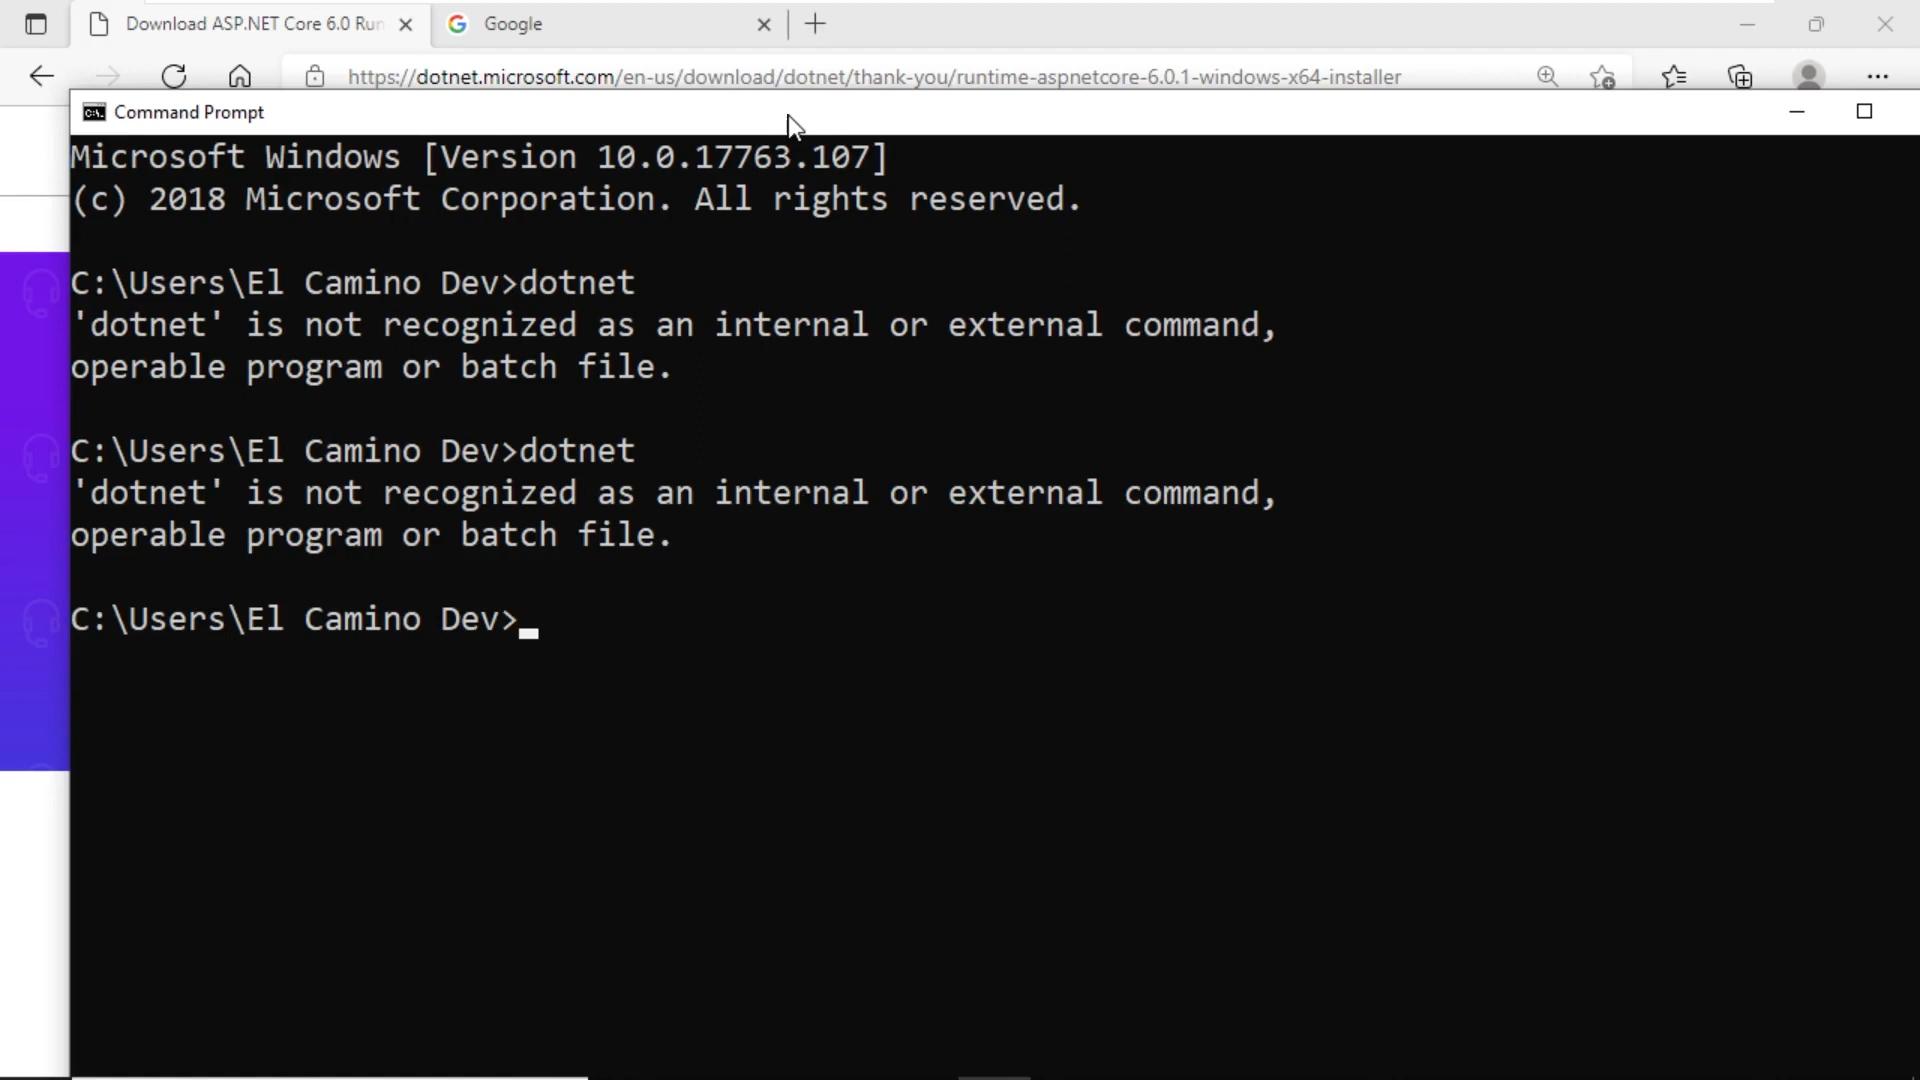 Download ASP.NET Core 6.0 Run
Google
https://dotnet.microsoft.com/en-us/download/dotnet/thank-you/runtime-aspnetcore-6.0.1-windows-x64-installer
Command Prompt
Microsoft Windows [Version 10.0.17763.107]
(c) 2018 Microsoft Corporation. All rights reserved.
C:\Users\El Camino Dev>dotnet
'dotnet' is not recognized as an internal or external command,
operable program or batch file.
C:\Users\El Camino Dev>dotnet
'dotnet' is not recognized as an internal or external command,
operable program or batch file.
C:\Users\El Camino Dev>